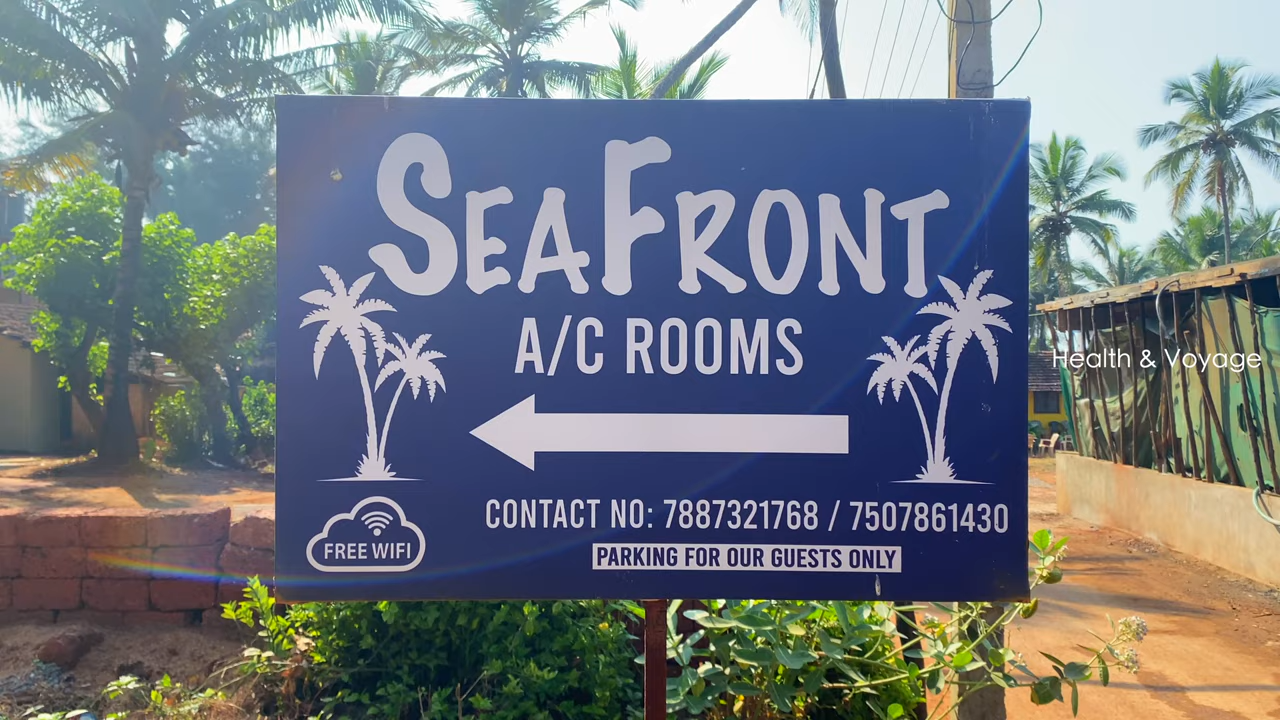 SEAFRONT
A/C ROOMS
CONTACT NO: 7887321768 / 7507861430
FREE WIFI
PARKING FOR OUR GUESTS ONLY
Health & Voyage